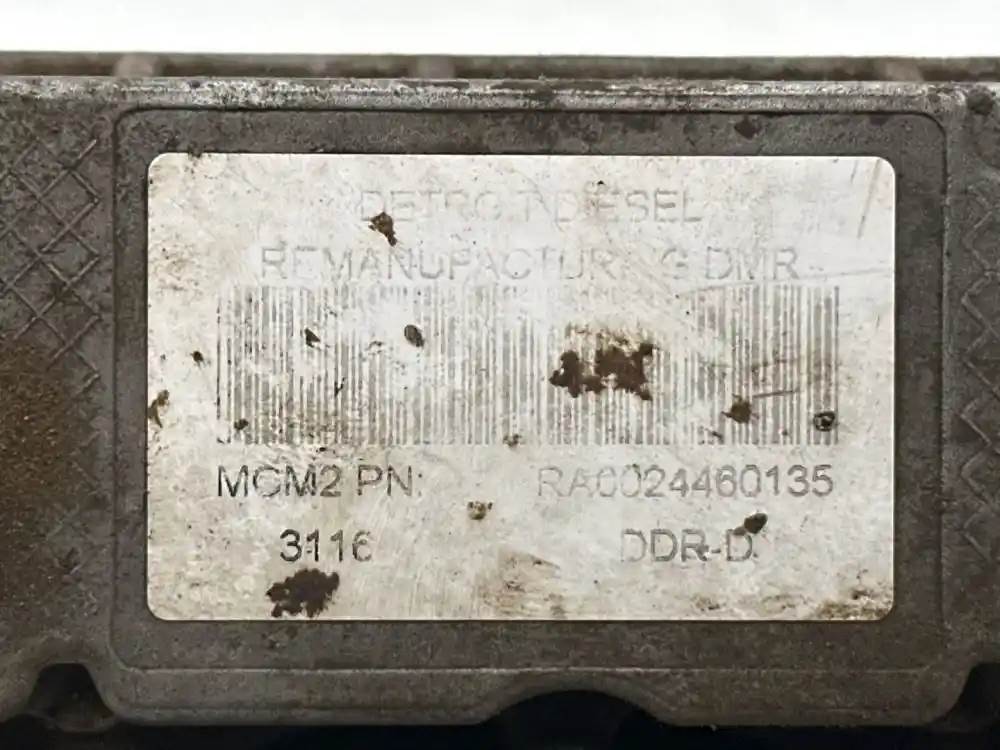 DETROIT DIESEL
REMANUFACTURING DMR
MCM2 PN: RA0024460135
3116 DDR-D